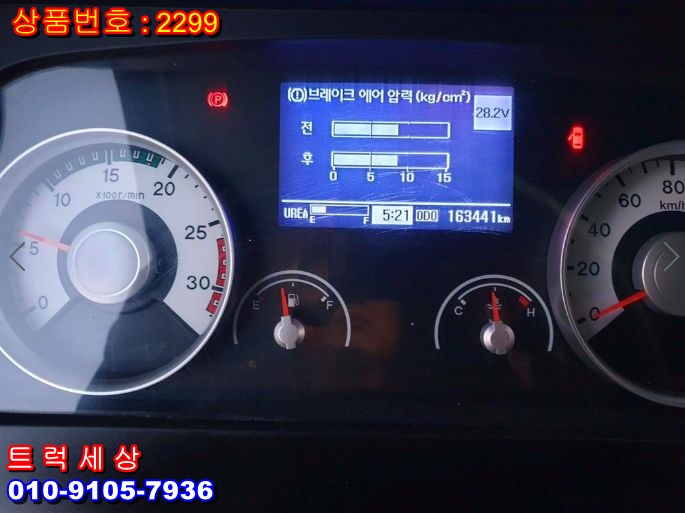 상품번호 : 2299
(P)
(!)브레이크 에어 압력 (kg/cm²)
28.2V
전
후
0 5 10 15
UREA E F 5:21 ODO 163441km
0 5 10 15 20 25 30
X100r/min
E F
C H
0 20 40 60 80
km/h
트럭세상
010-9105-7936